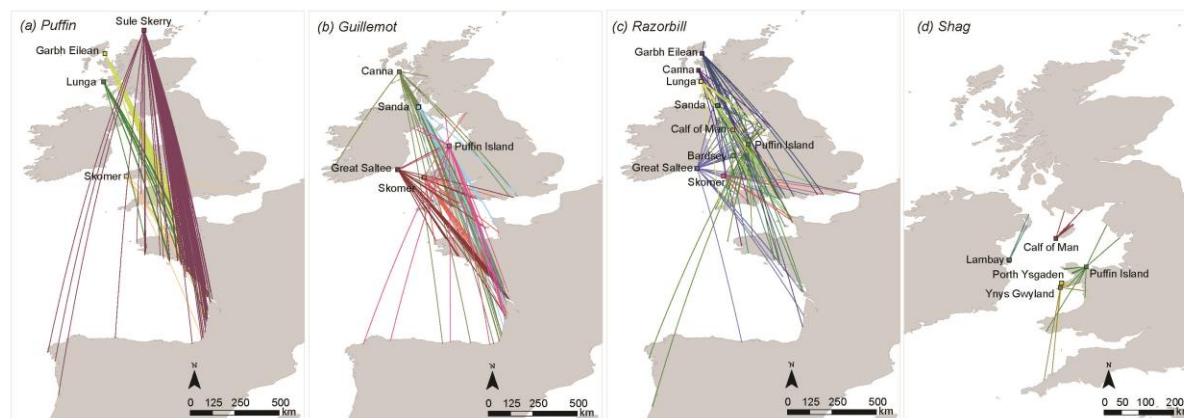 (a) Puffin
Sule Skerry
Garbh Eilean
Lunga
Skomer
N
0 125 250 500
km
(b) Guillemot
Canna
Sanda
Puffin Island
Great Saltee
Skomer
N
0 125 250 500
km
(c) Razorbill
Garbh Eilean
Canna
Lunga
Sanda
Calf of Man
Puffin Island
Bardsey
Great Saltee
Skomer
N
0 125 250 500
km
(d) Shag
Calf of Man
Lambay
Porth Ysgaden
Puffin Island
Ynys Gwyland
N
0 50 100 200
km